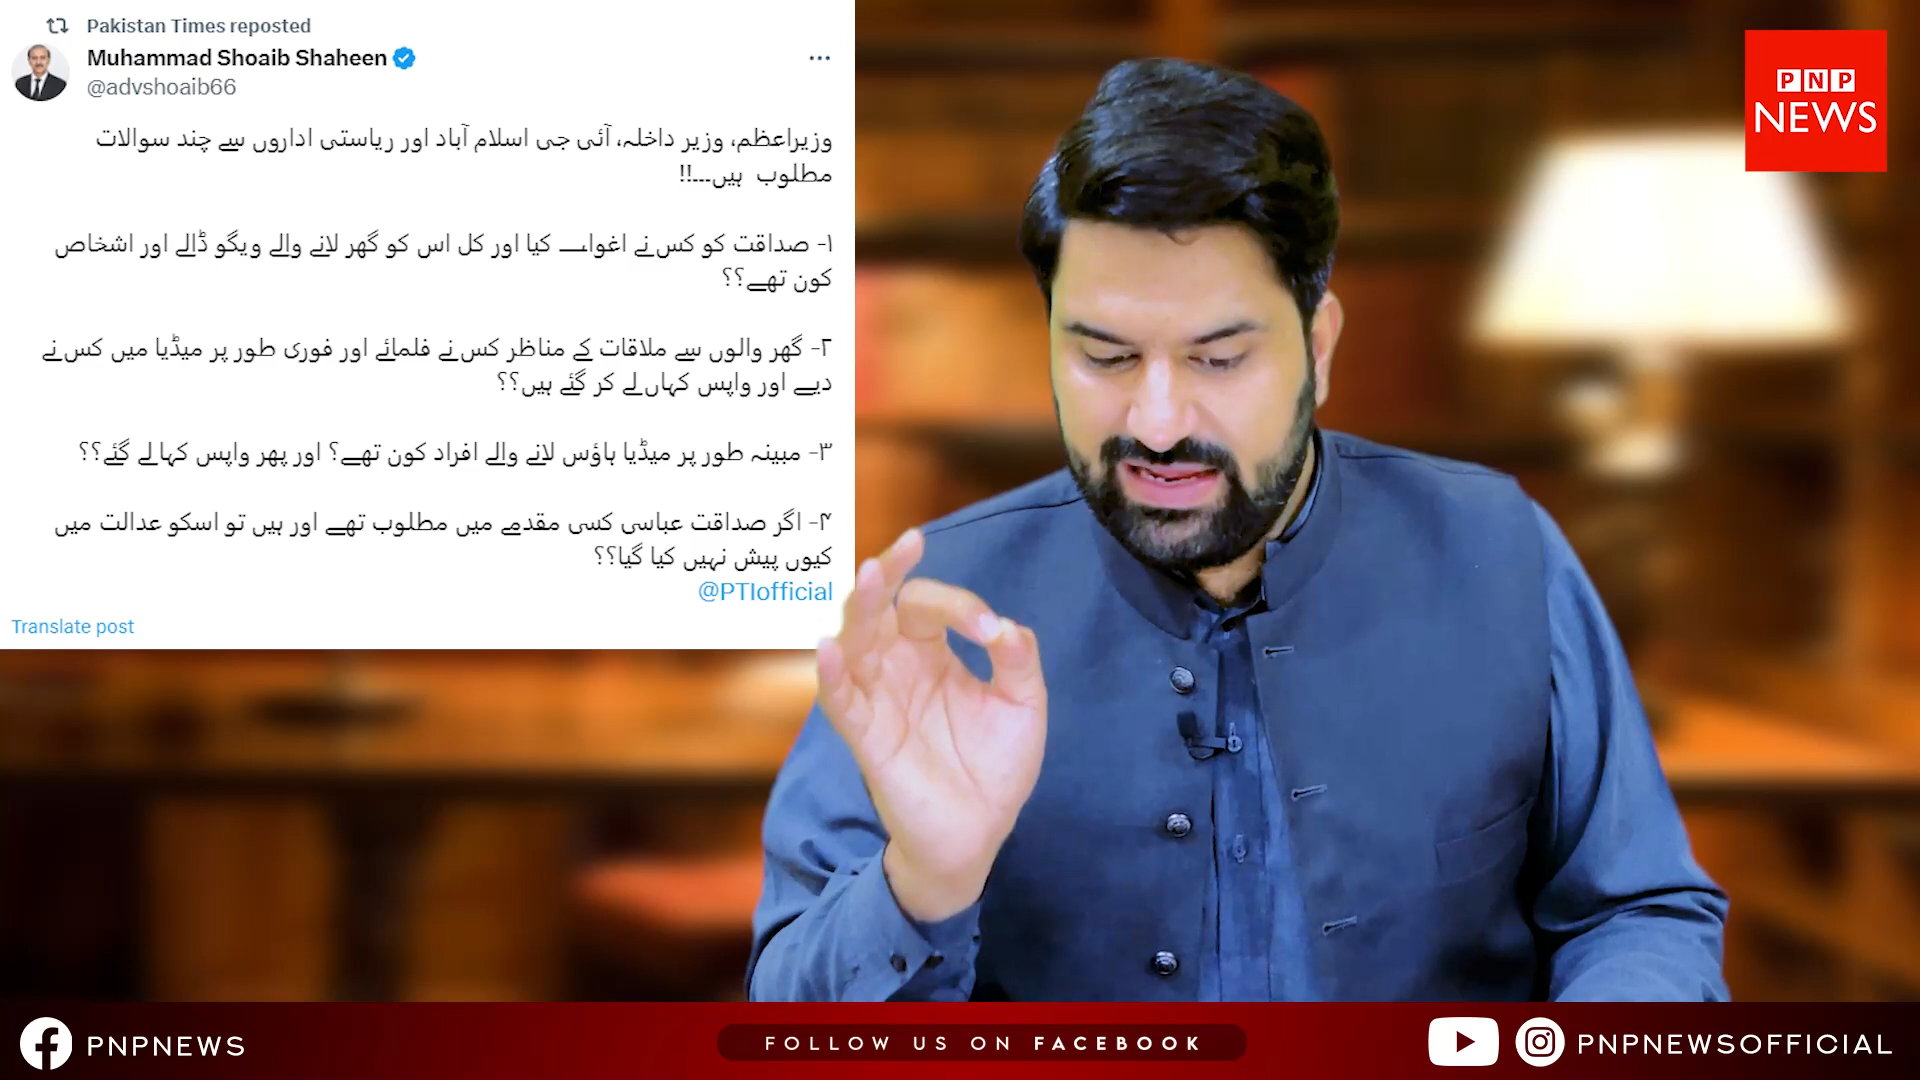 Pakistan Times reposted
Muhammad Shoaib Shaheen
@advshoaib66
وزیراعظم، وزیر داخلہ، آئی جی اسلام آباد اور ریاستی اداروں سے چند سوالات
مطلوب ہیں۔۔۔!!
۱- صداقت کو کس نے اغواء کیا اور کل اس کو گھر لانے والے ویگو ڈالے اور اشخاص
کون تھے؟؟
۲- گھر والوں سے ملاقات کے مناظر کس نے فلمائے اور فوری طور پر میڈیا میں کس نے
دیے اور واپس کہاں لے کر گئے ہیں؟؟
۳- مبینہ طور پر میڈیا ہاؤس لانے والے افراد کون تھے؟ اور پھر واپس کہا لے گئے؟؟
۴- اگر صداقت عباسی کسی مقدمے میں مطلوب تھے اور ہیں تو اسکو عدالت میں
کیوں پیش نہیں کیا گیا؟؟
@PTIofficial
Translate post
PNP
NEWS
PNPNEWS
FOLLOW US ON FACEBOOK
PNPNEWSOFFICIAL